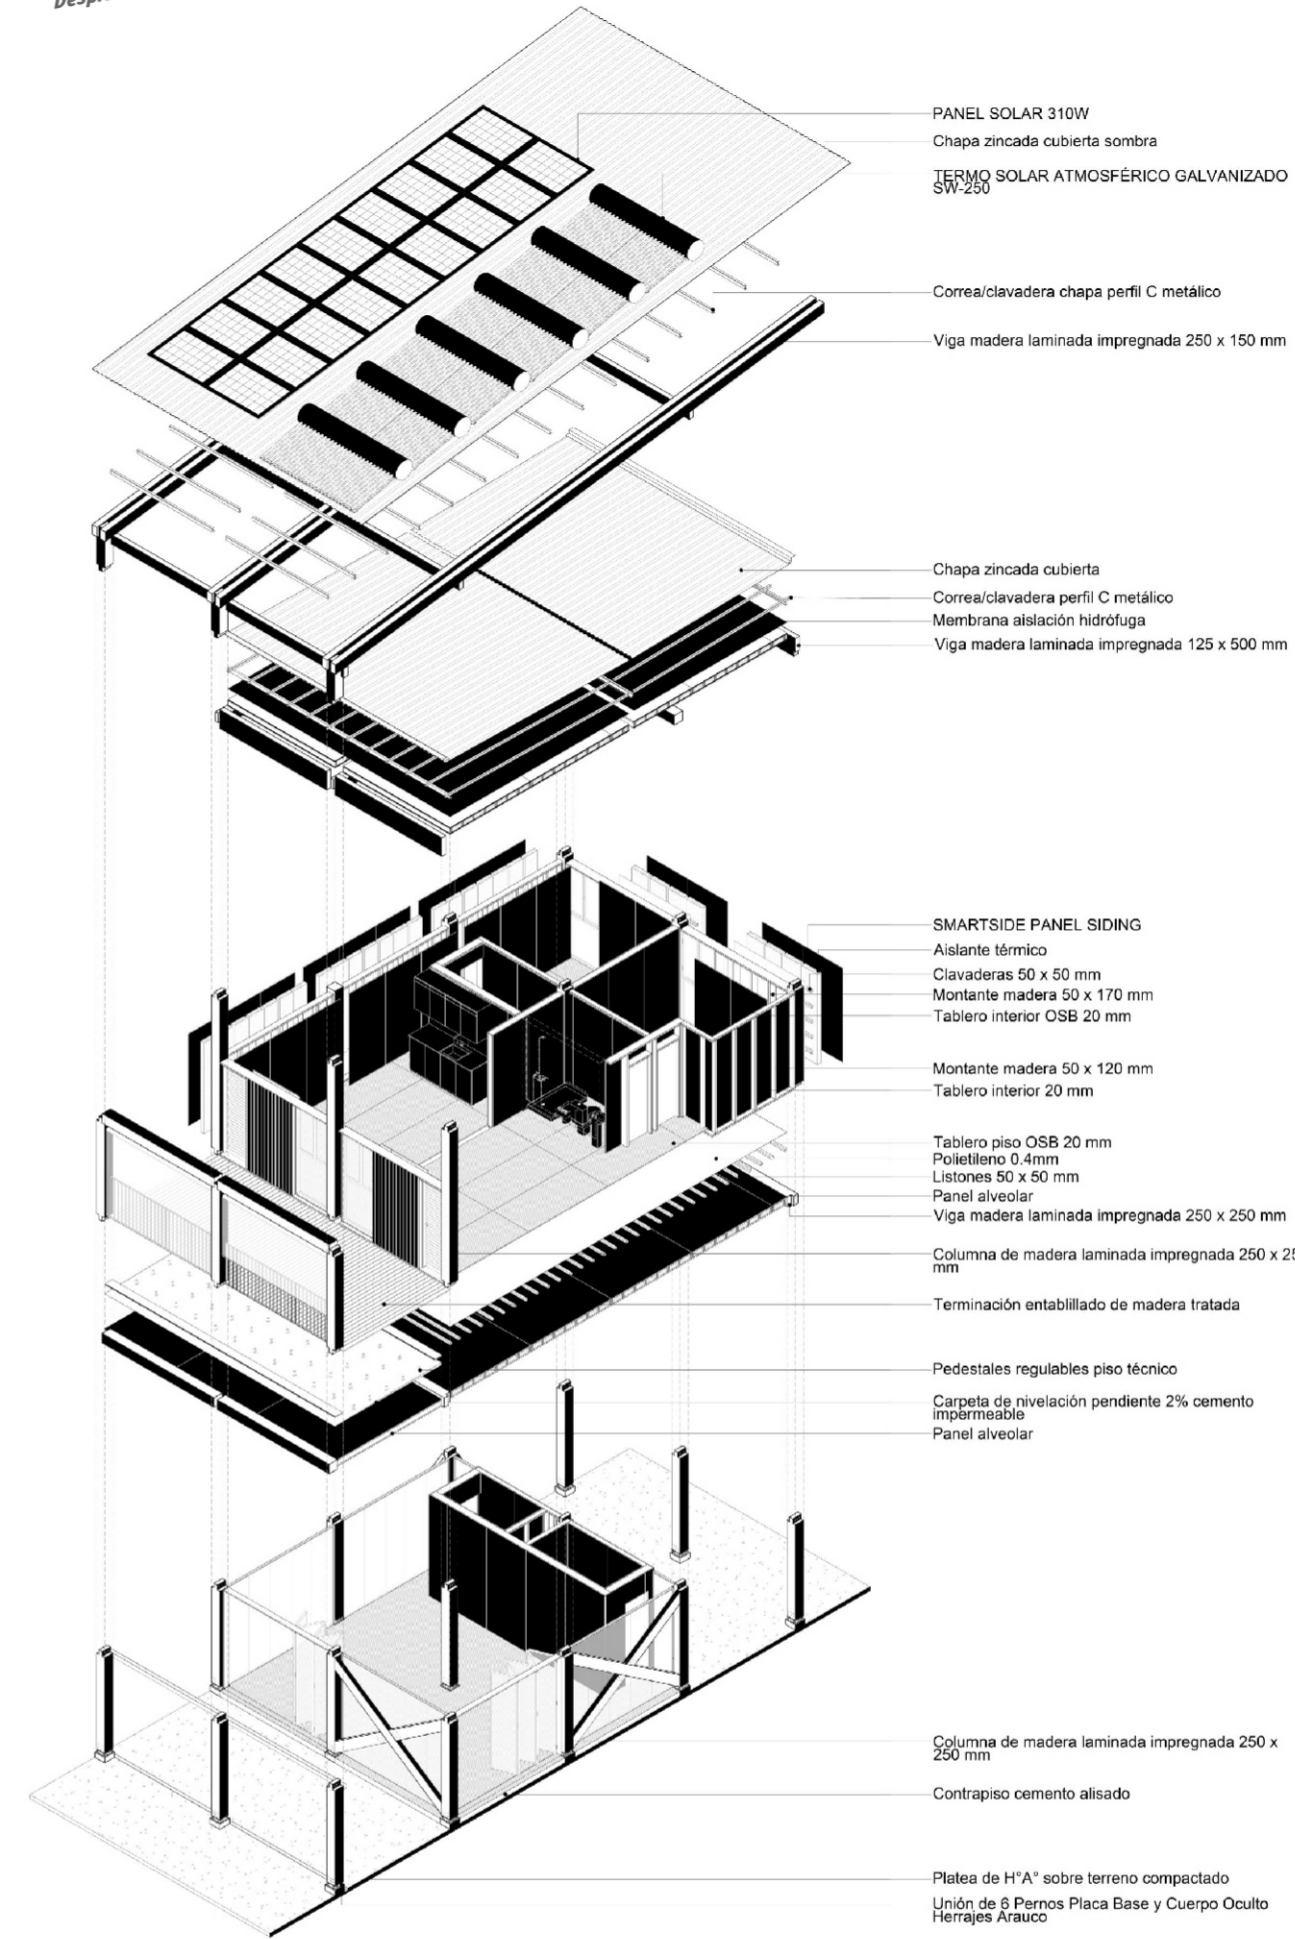 PANEL SOLAR 310W
Chapa zincada cubierta sombra
TERMO SOLAR ATMOSFÉRICO GALVANIZADO
SW-250
Correa/clavadera chapa perfil C metálico
Viga madera laminada impregnada 250 x 150 mm
Chapa zincada cubierta
Correa/clavadera perfil C metálico
Membrana aislación hidrófuga
Viga madera laminada impregnada 125 x 500 mm
SMARTSIDE PANEL SIDING
Aislante térmico
Clavaderas 50 x 50 mm
Montante madera 50 x 170 mm
Tablero interior OSB 20 mm
Montante madera 50 x 120 mm
Tablero interior 20 mm
Tablero piso OSB 20 mm
Polietileno 0.4mm
Listones 50 x 50 mm
Panel alveolar
Viga madera laminada impregnada 250 x 250 mm
Columna de madera laminada impregnada 250 x
mm
Terminación entablillado de madera tratada
Pedestales regulables piso técnico
Carpeta de nivelación pendiente 2% cemento
impermeable
Panel alveolar
Columna de madera laminada impregnada 250 x
250 mm
Contrapiso cemento alisado
Platea de H°A° sobre terreno compactado
Unión de 6 Pernos Placa Base y Cuerpo Oculto
Herrajes Arauco